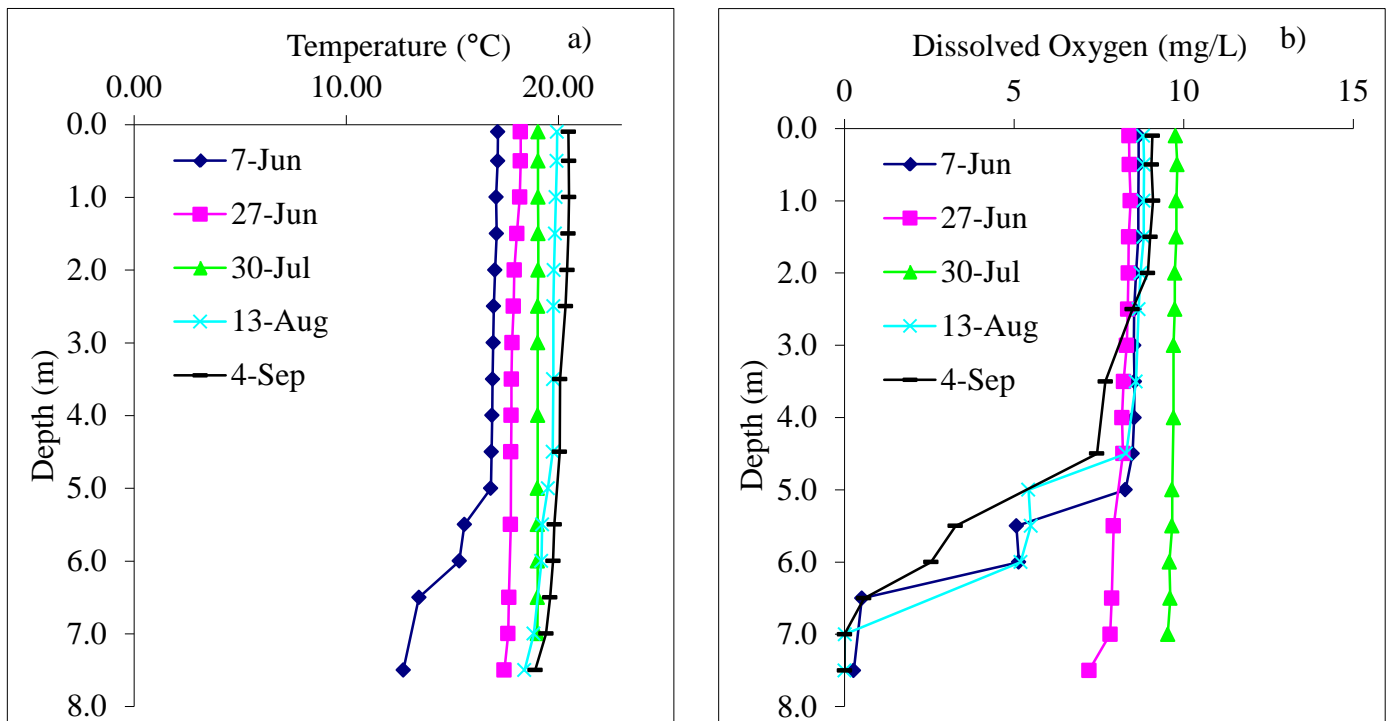 Temperature (°C)
a)
0.00
10.00
20.00
0.0
1.0
2.0
3.0
4.0
5.0
6.0
7.0
8.0
Depth (m)
7-Jun
27-Jun
30-Jul
13-Aug
4-Sep
Dissolved Oxygen (mg/L)
b)
0
5
10
15
0.0
1.0
2.0
3.0
4.0
5.0
6.0
7.0
8.0
Depth (m)
7-Jun
27-Jun
30-Jul
13-Aug
4-Sep